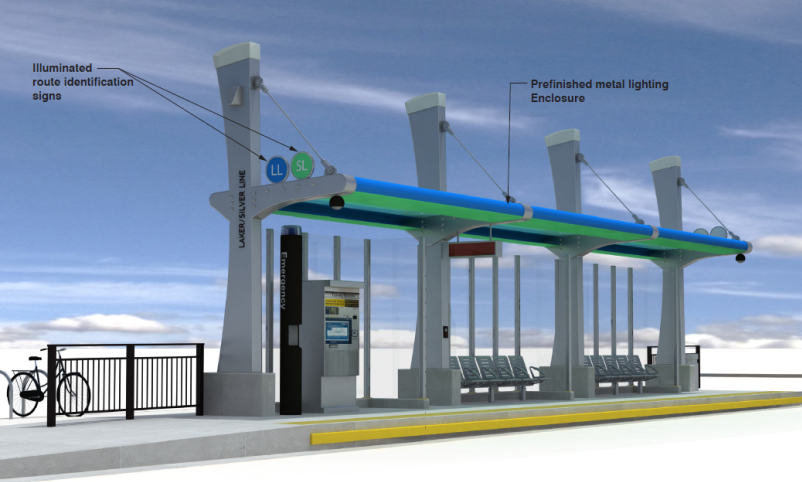 Illuminated
route identification
signs
Prefinished metal lighting
Enclosure
LL
SL
LAKER/SILVER LINE
Emergency